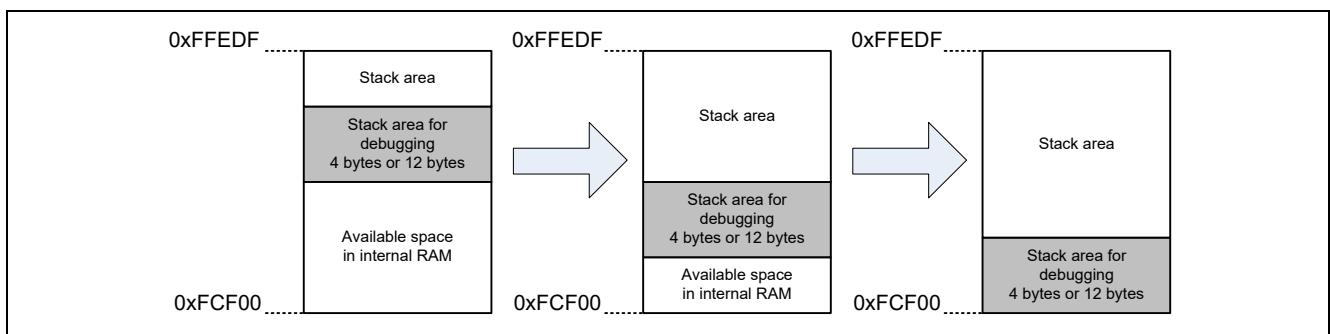 0xFFEDF
Stack area
Stack area for
debugging
4 bytes or 12 bytes
Available space
in internal RAM
0xFCF00
0xFFEDF
Stack area
Stack area for
debugging
4 bytes or 12 bytes
Available space
in internal RAM
0xFCF00
0xFFEDF
Stack area
Stack area for
debugging
4 bytes or 12 bytes
0xFCF00